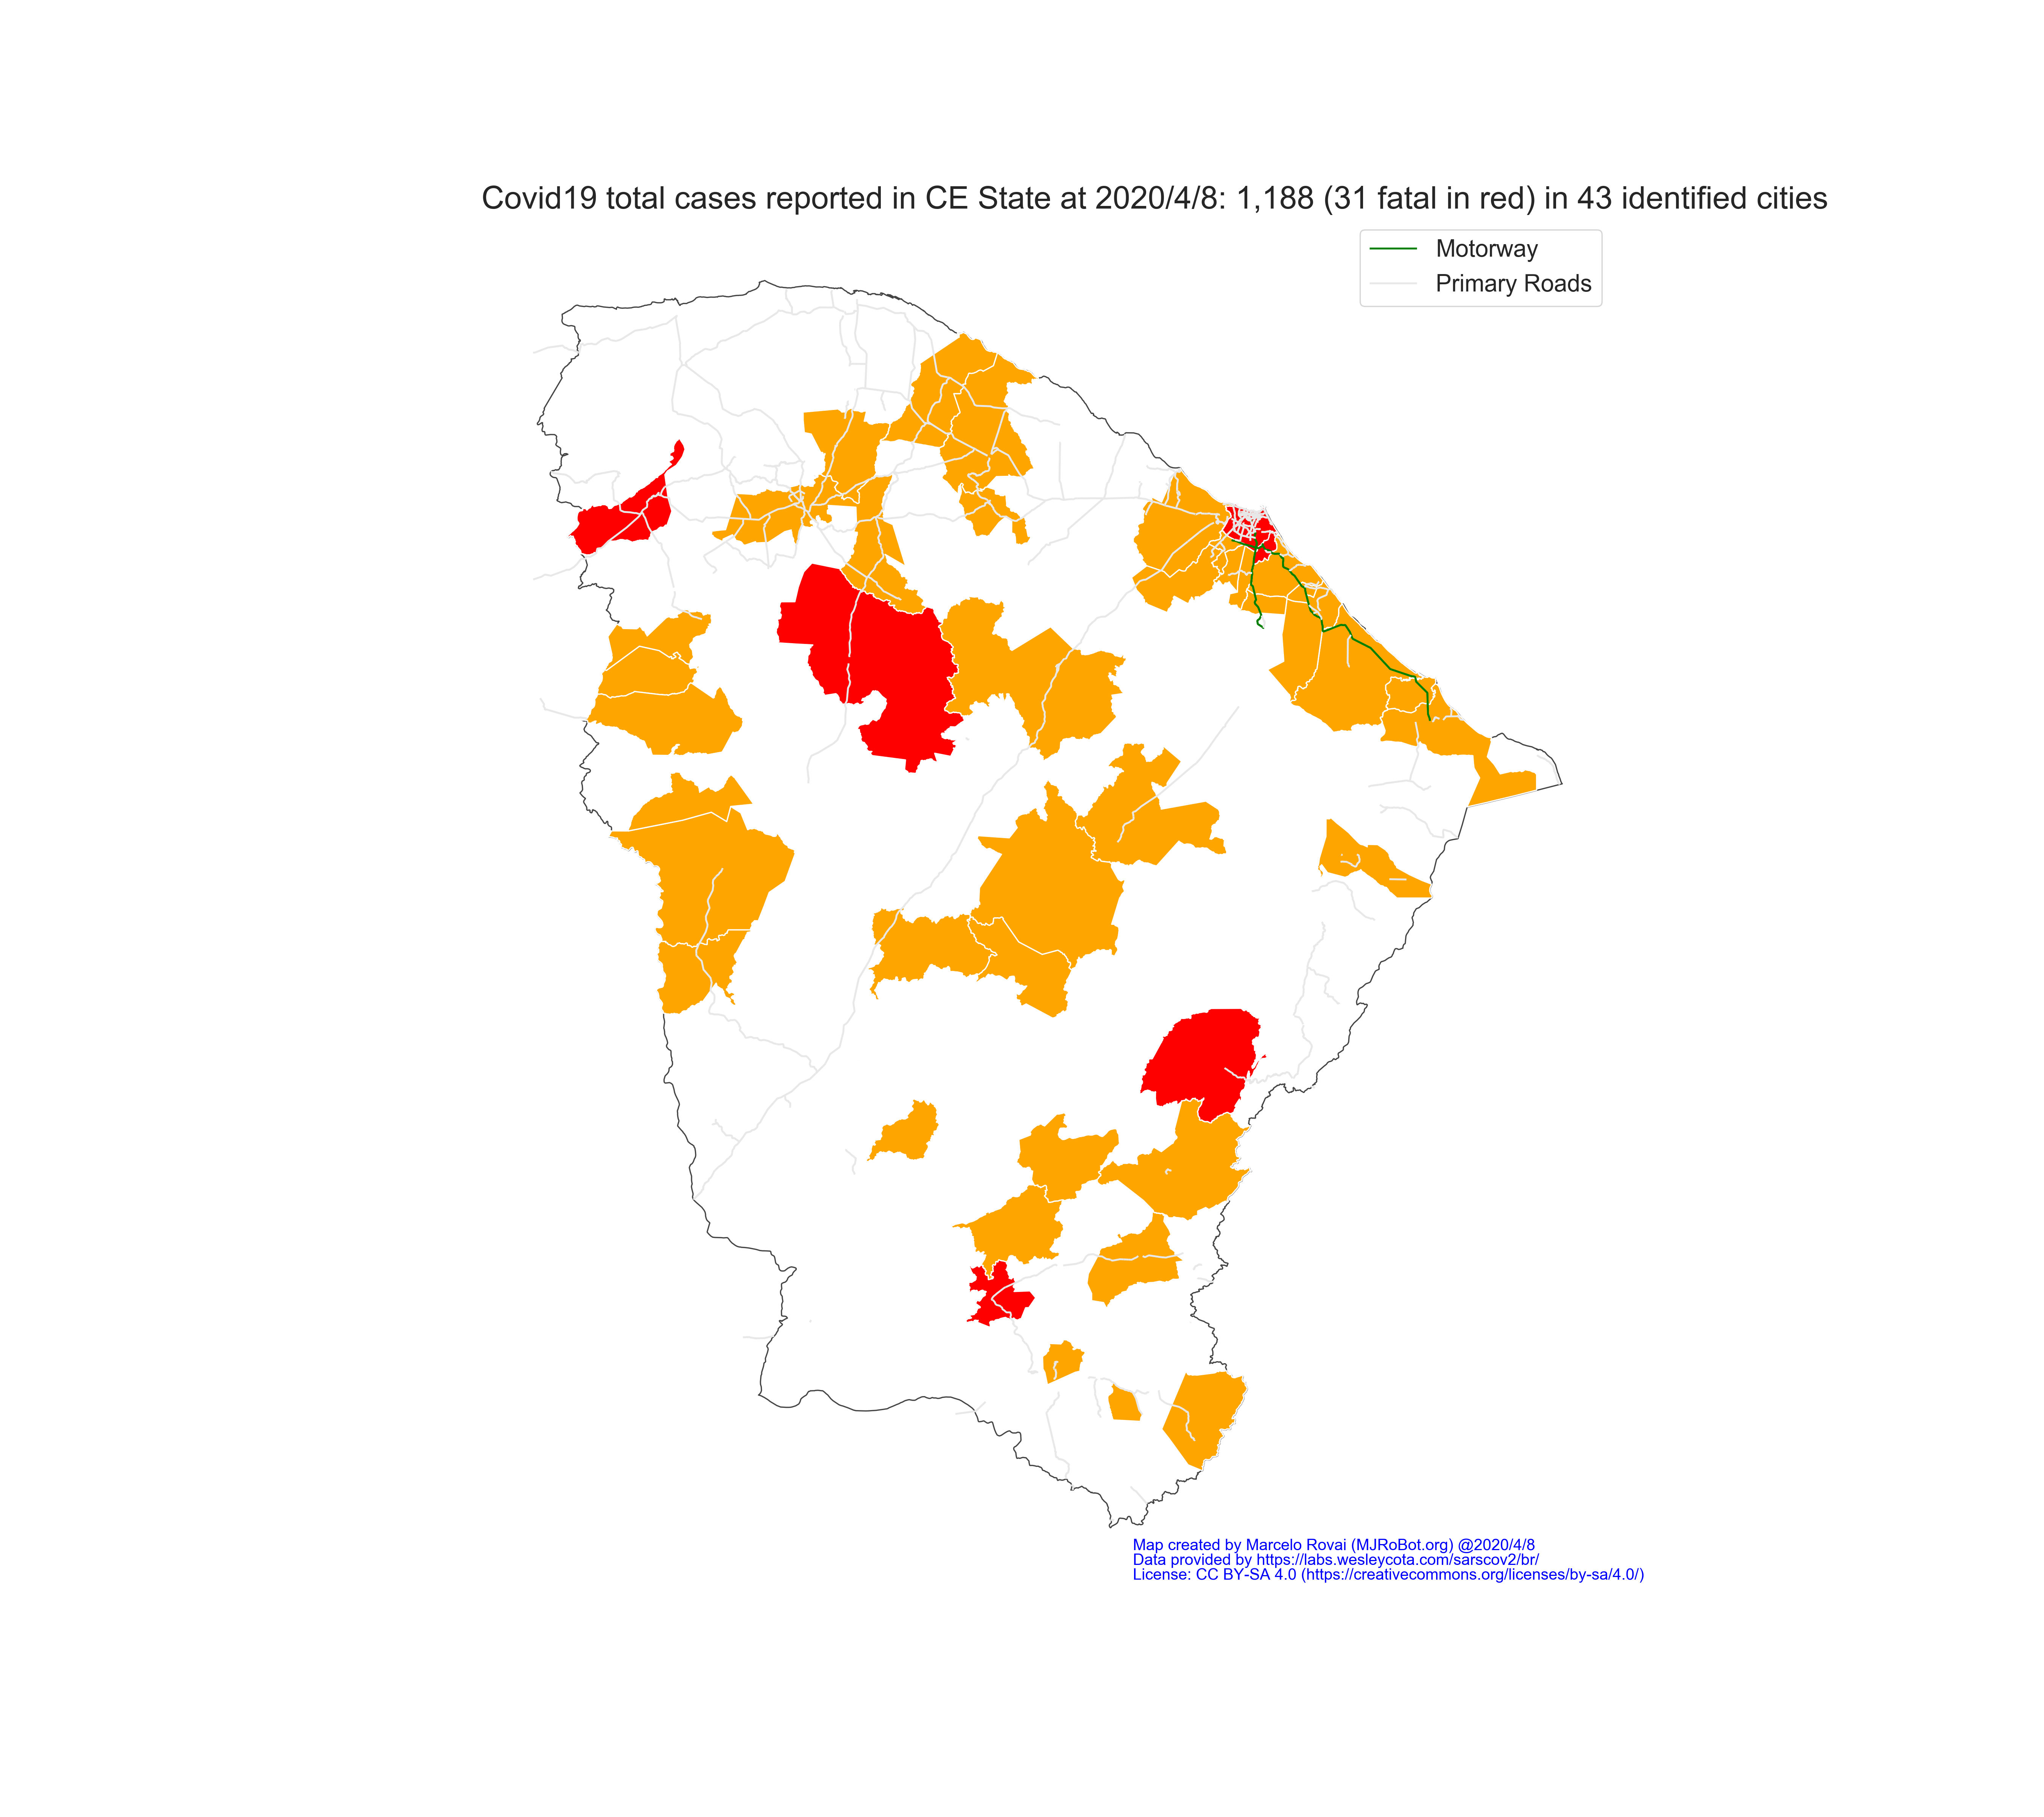 Covid19 total cases reported in CE State at 2020/4/8: 1,188 (31 fatal in red) in 43 identified cities
Motorway
Primary Roads
Map created by Marcelo Rovai (MJRoBot.org) @2020/4/8
Data provided by https://labs.wesleycota.com/sarscov2/br/
License: CC BY-SA 4.0 (https://creativecommons.org/licenses/by-sa/4.0/)